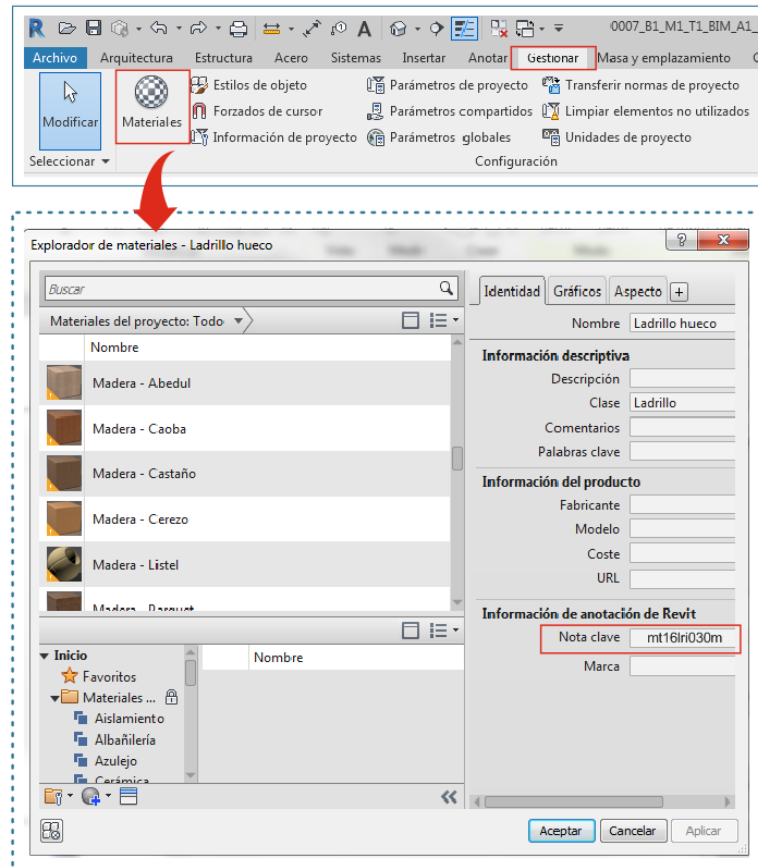 0007_B1_M1_T1_BIM_A1_
Archivo Arquitectura Estructura Acero Sistemas Insertar Anotar Gestionar Masa y emplazamiento
Modificar
Materiales
Estilos de objeto Parámetros de proyecto Transferir normas de proyecto
Forzados de cursor Parámetros compartidos Limpiar elementos no utilizados
Información de proyecto Parámetros globales Unidades de proyecto
Seleccionar Configuración
Explorador de materiales - Ladrillo hueco
Buscar
Materiales del proyecto: Todo
Nombre
Madera - Abedul
Madera - Caoba
Madera - Castaño
Madera - Cerezo
Madera - Listel
Madera - Parquet
Inicio
Favoritos
Materiales ...
Aislamiento
Albañilería
Azulejo
Cerámica
Nombre
Identidad Gráficos Aspecto +
Nombre Ladrillo hueco
Información descriptiva
Descripción
Clase Ladrillo
Comentarios
Palabras clave
Información del producto
Fabricante
Modelo
Coste
URL
Información de anotación de Revit
Nota clave mt16lri030m
Marca
Aceptar Cancelar Aplicar